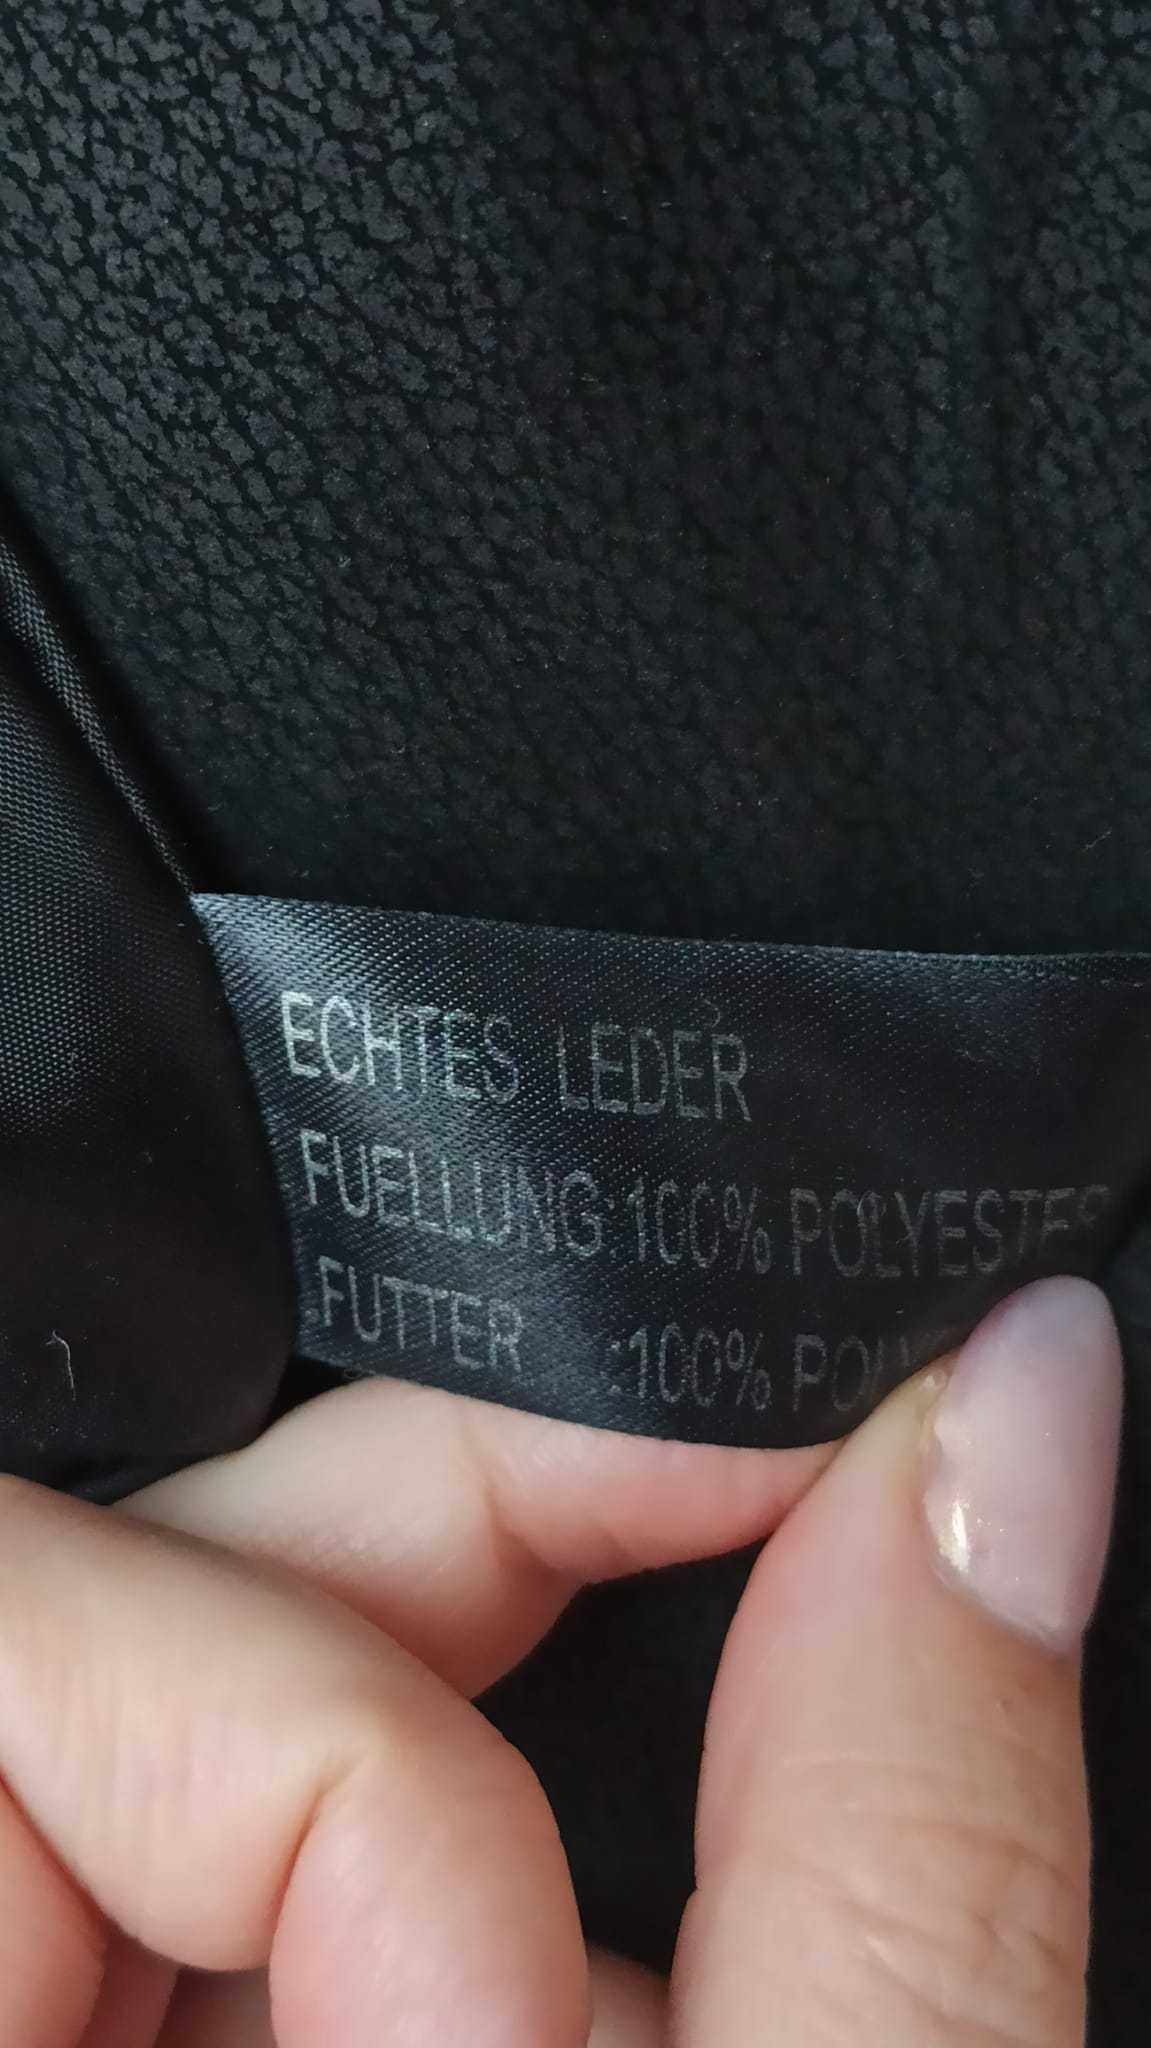 ECHTES LEDER
FUELLUNG:100% POLYESTER
FUTTER :100%